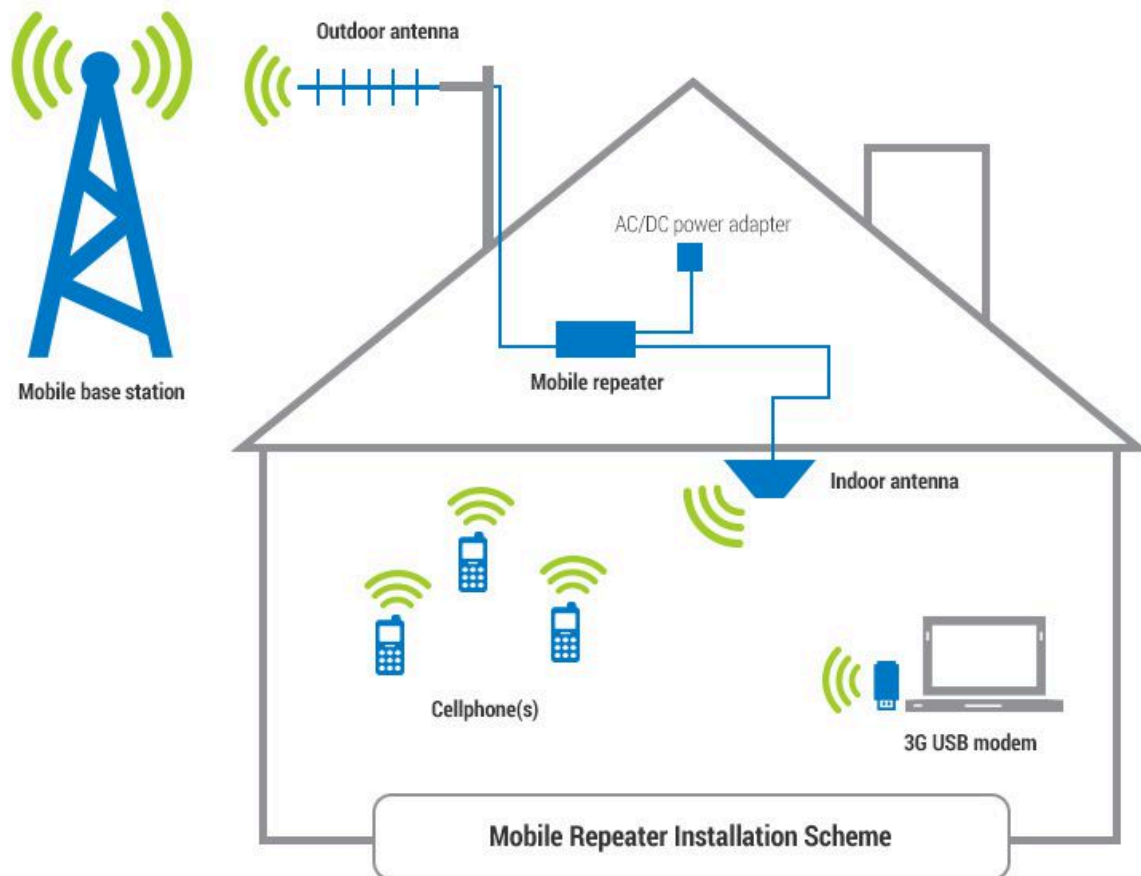 Outdoor antenna
AC/DC power adapter
Mobile repeater
Mobile base station
Indoor antenna
Cellphone(s)
3G USB modem
Mobile Repeater Installation Scheme